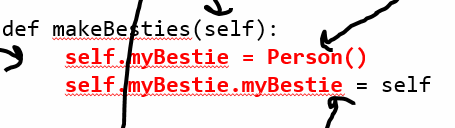 def makeBesties(self):
self.myBestie = Person()
self.myBestie.myBestie = self